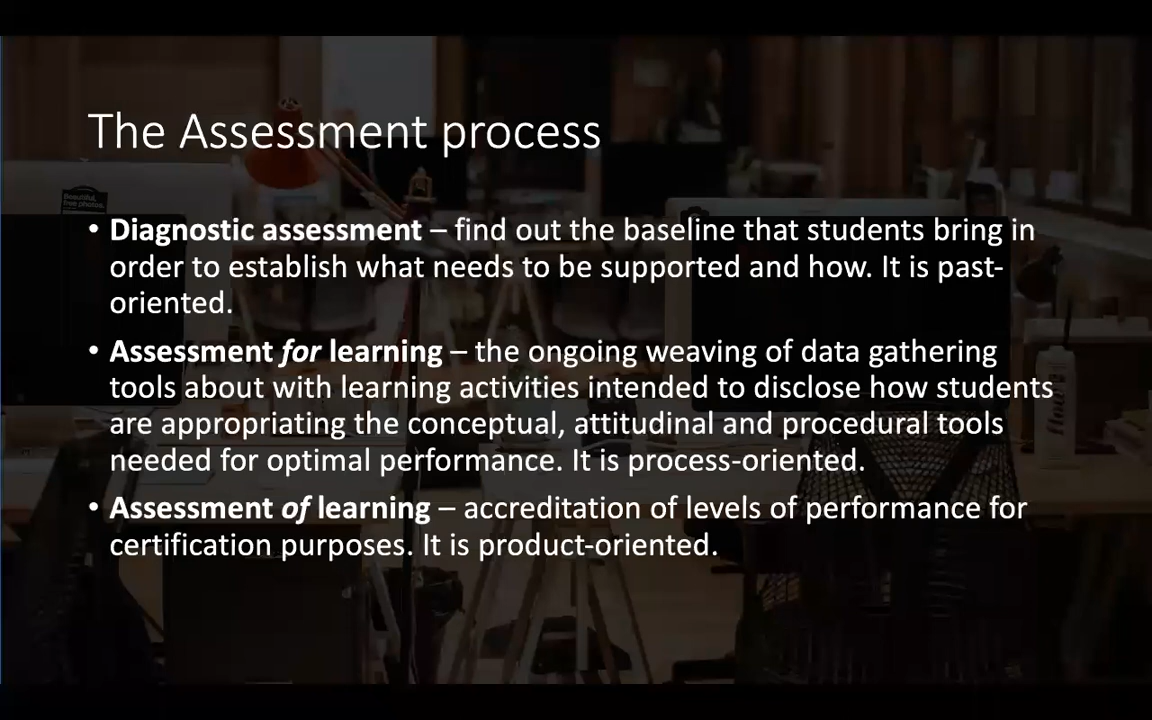 The Assessment process
Beautiful,
free photos.
• Diagnostic assessment – find out the baseline that students bring in
order to establish what needs to be supported and how. It is past-
oriented.
• Assessment for learning – the ongoing weaving of data gathering
tools about with learning activities intended to disclose how students
are appropriating the conceptual, attitudinal and procedural tools
needed for optimal performance. It is process-oriented.
• Assessment of learning – accreditation of levels of performance for
certification purposes. It is product-oriented.